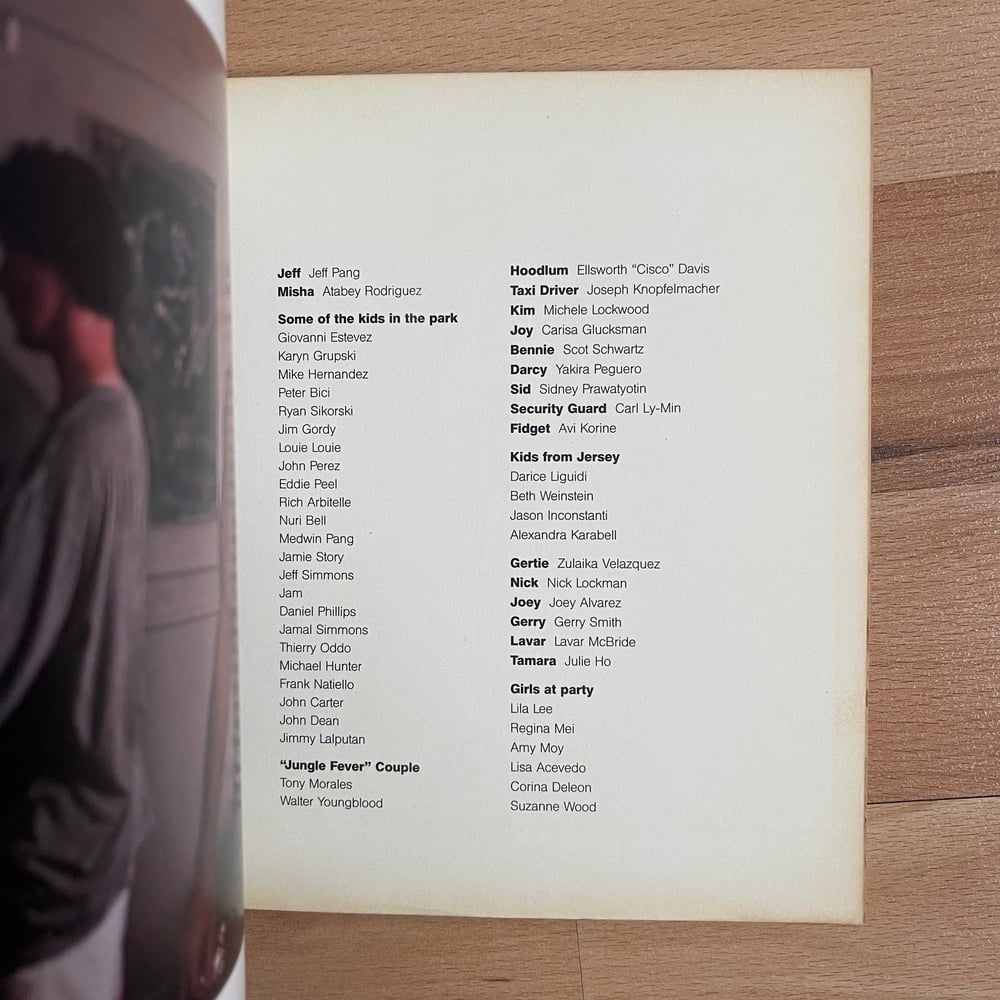 Jeff Jeff Pang
Misha Atabey Rodriguez
Some of the kids in the park
Giovanni Estevez
Karyn Grupski
Mike Hernandez
Peter Bici
Ryan Sikorski
Jim Gordy
Louie Louie
John Perez
Eddie Peel
Rich Arbitelle
Nuri Bell
Medwin Pang
Jamie Story
Jeff Simmons
Jam
Daniel Phillips
Jamal Simmons
Thierry Oddo
Michael Hunter
Frank Natiello
John Carter
John Dean
Jimmy Lalputan
“Jungle Fever” Couple
Tony Morales
Walter Youngblood
Hoodlum Ellsworth “Cisco” Davis
Taxi Driver Joseph Knopfelmacher
Kim Michele Lockwood
Joy Carisa Glucksman
Bennie Scot Schwartz
Darcy Yakira Peguero
Sid Sidney Prawatyotin
Security Guard Carl Ly-Min
Fidget Avi Korine
Kids from Jersey
Darice Liguidi
Beth Weinstein
Jason Inconstanti
Alexandra Karabell
Gertie Zulaika Velazquez
Nick Nick Lockman
Joey Joey Alvarez
Gerry Gerry Smith
Lavar Lavar McBride
Tamara Julie Ho
Girls at party
Lila Lee
Regina Mei
Amy Moy
Lisa Acevedo
Corina Deleon
Suzanne Wood